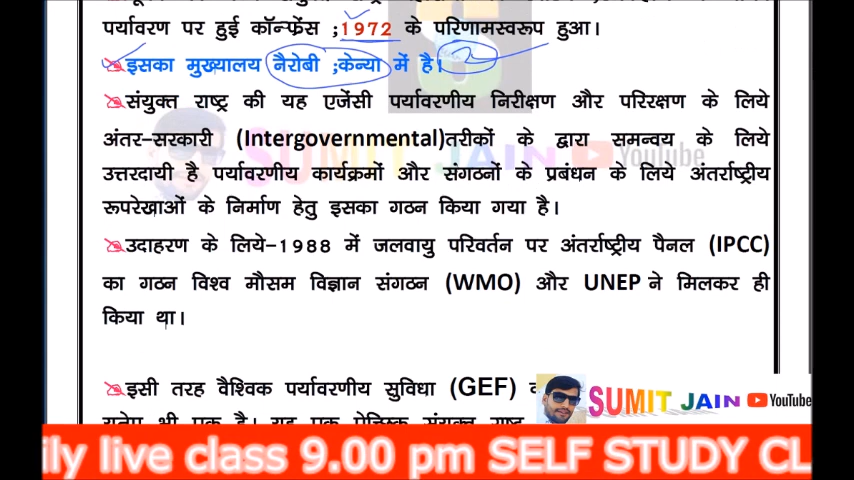 पर्यावरण पर हुई कॉन्फ्रेंस ;1972 के परिणामस्वरूप हुआ।
इसका मुख्यालय नैरोबी ;केन्या में है।
संयुक्त राष्ट्र की यह एजेंसी पर्यावरणीय निरीक्षण और परिरक्षण के लिये
अंतर-सरकारी (Intergovernmental)तरीकों के द्वारा समन्वय के लिये
उत्तरदायी है पर्यावरणीय कार्यक्रमों और संगठनों के प्रबंधन के लिये अंतर्राष्ट्रीय
रूपरेखाओं के निर्माण हेतु इसका गठन किया गया है।
SUMIT JAIN YouTube
उदाहरण के लिये-1988 में जलवायु परिवर्तन पर अंतर्राष्ट्रीय पैनल (IPCC)
का गठन विश्व मौसम विज्ञान संगठन (WMO) और UNEP ने मिलकर ही
किया था।
इसी तरह वैश्विक पर्यावरणीय सुविधा (GEF)
SUMIT JAIN YouTube
ily live class 9.00 pm SELF STUDY CL